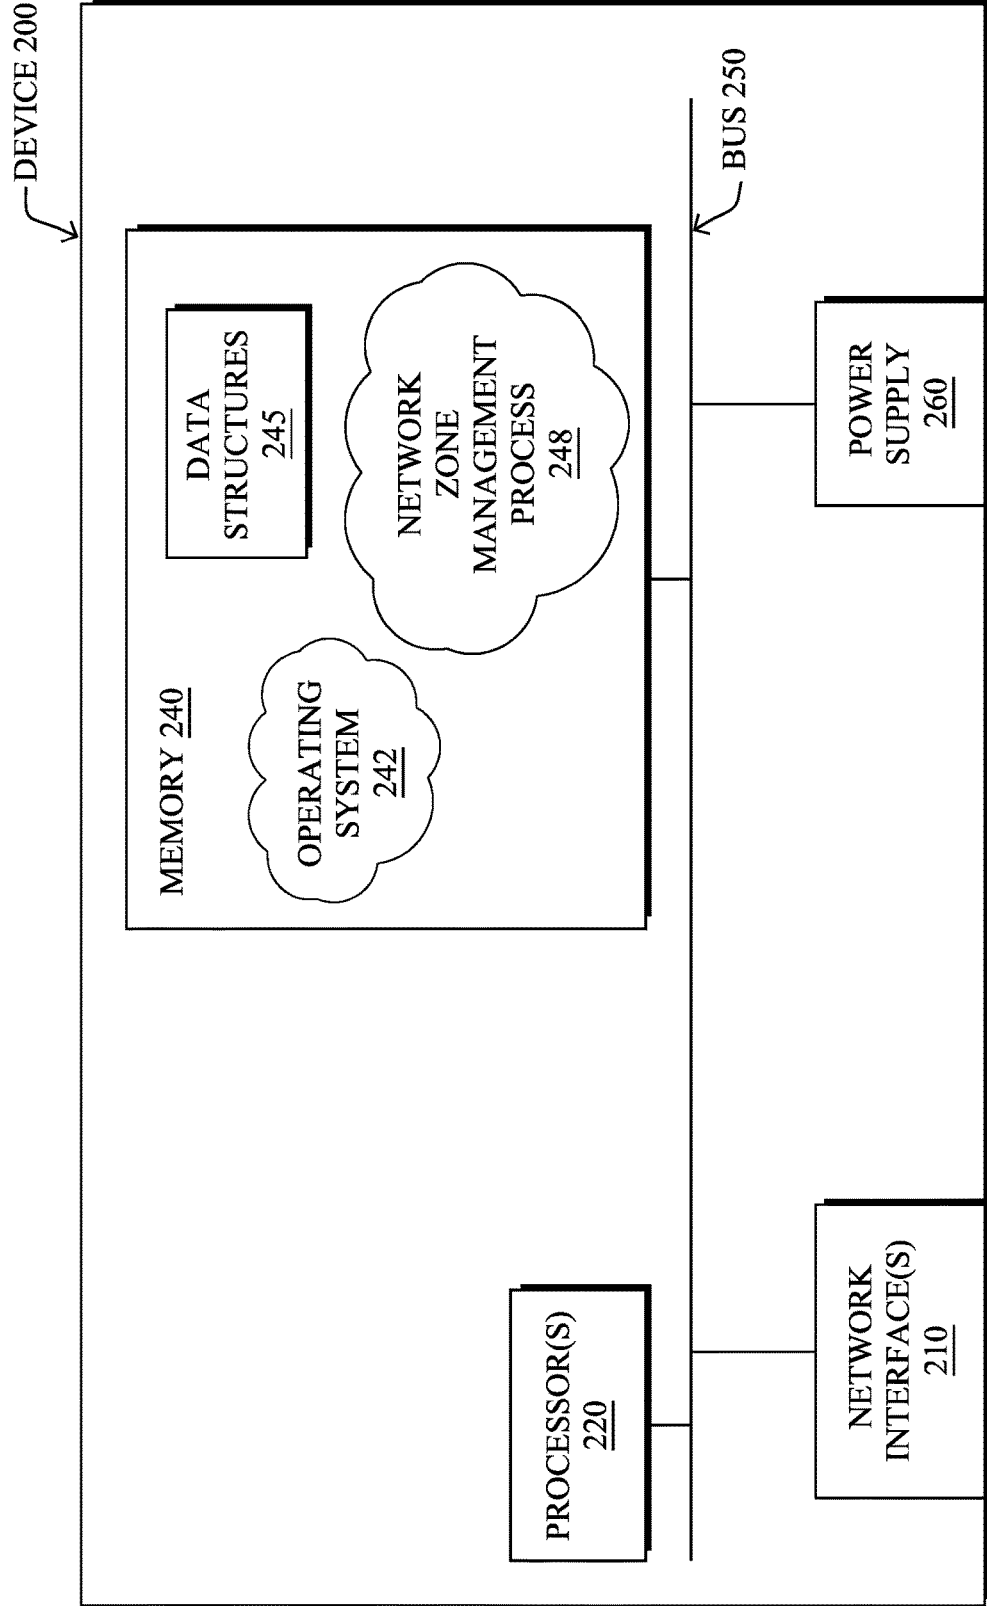 DEVICE 200
MEMORY 240
OPERATING
SYSTEM
242
DATA
STRUCTURES
245
NETWORK
ZONE
MANAGEMENT
PROCESS
248
PROCESSOR(S)
220
BUS 250
NETWORK
INTERFACE(S)
210
POWER
SUPPLY
260